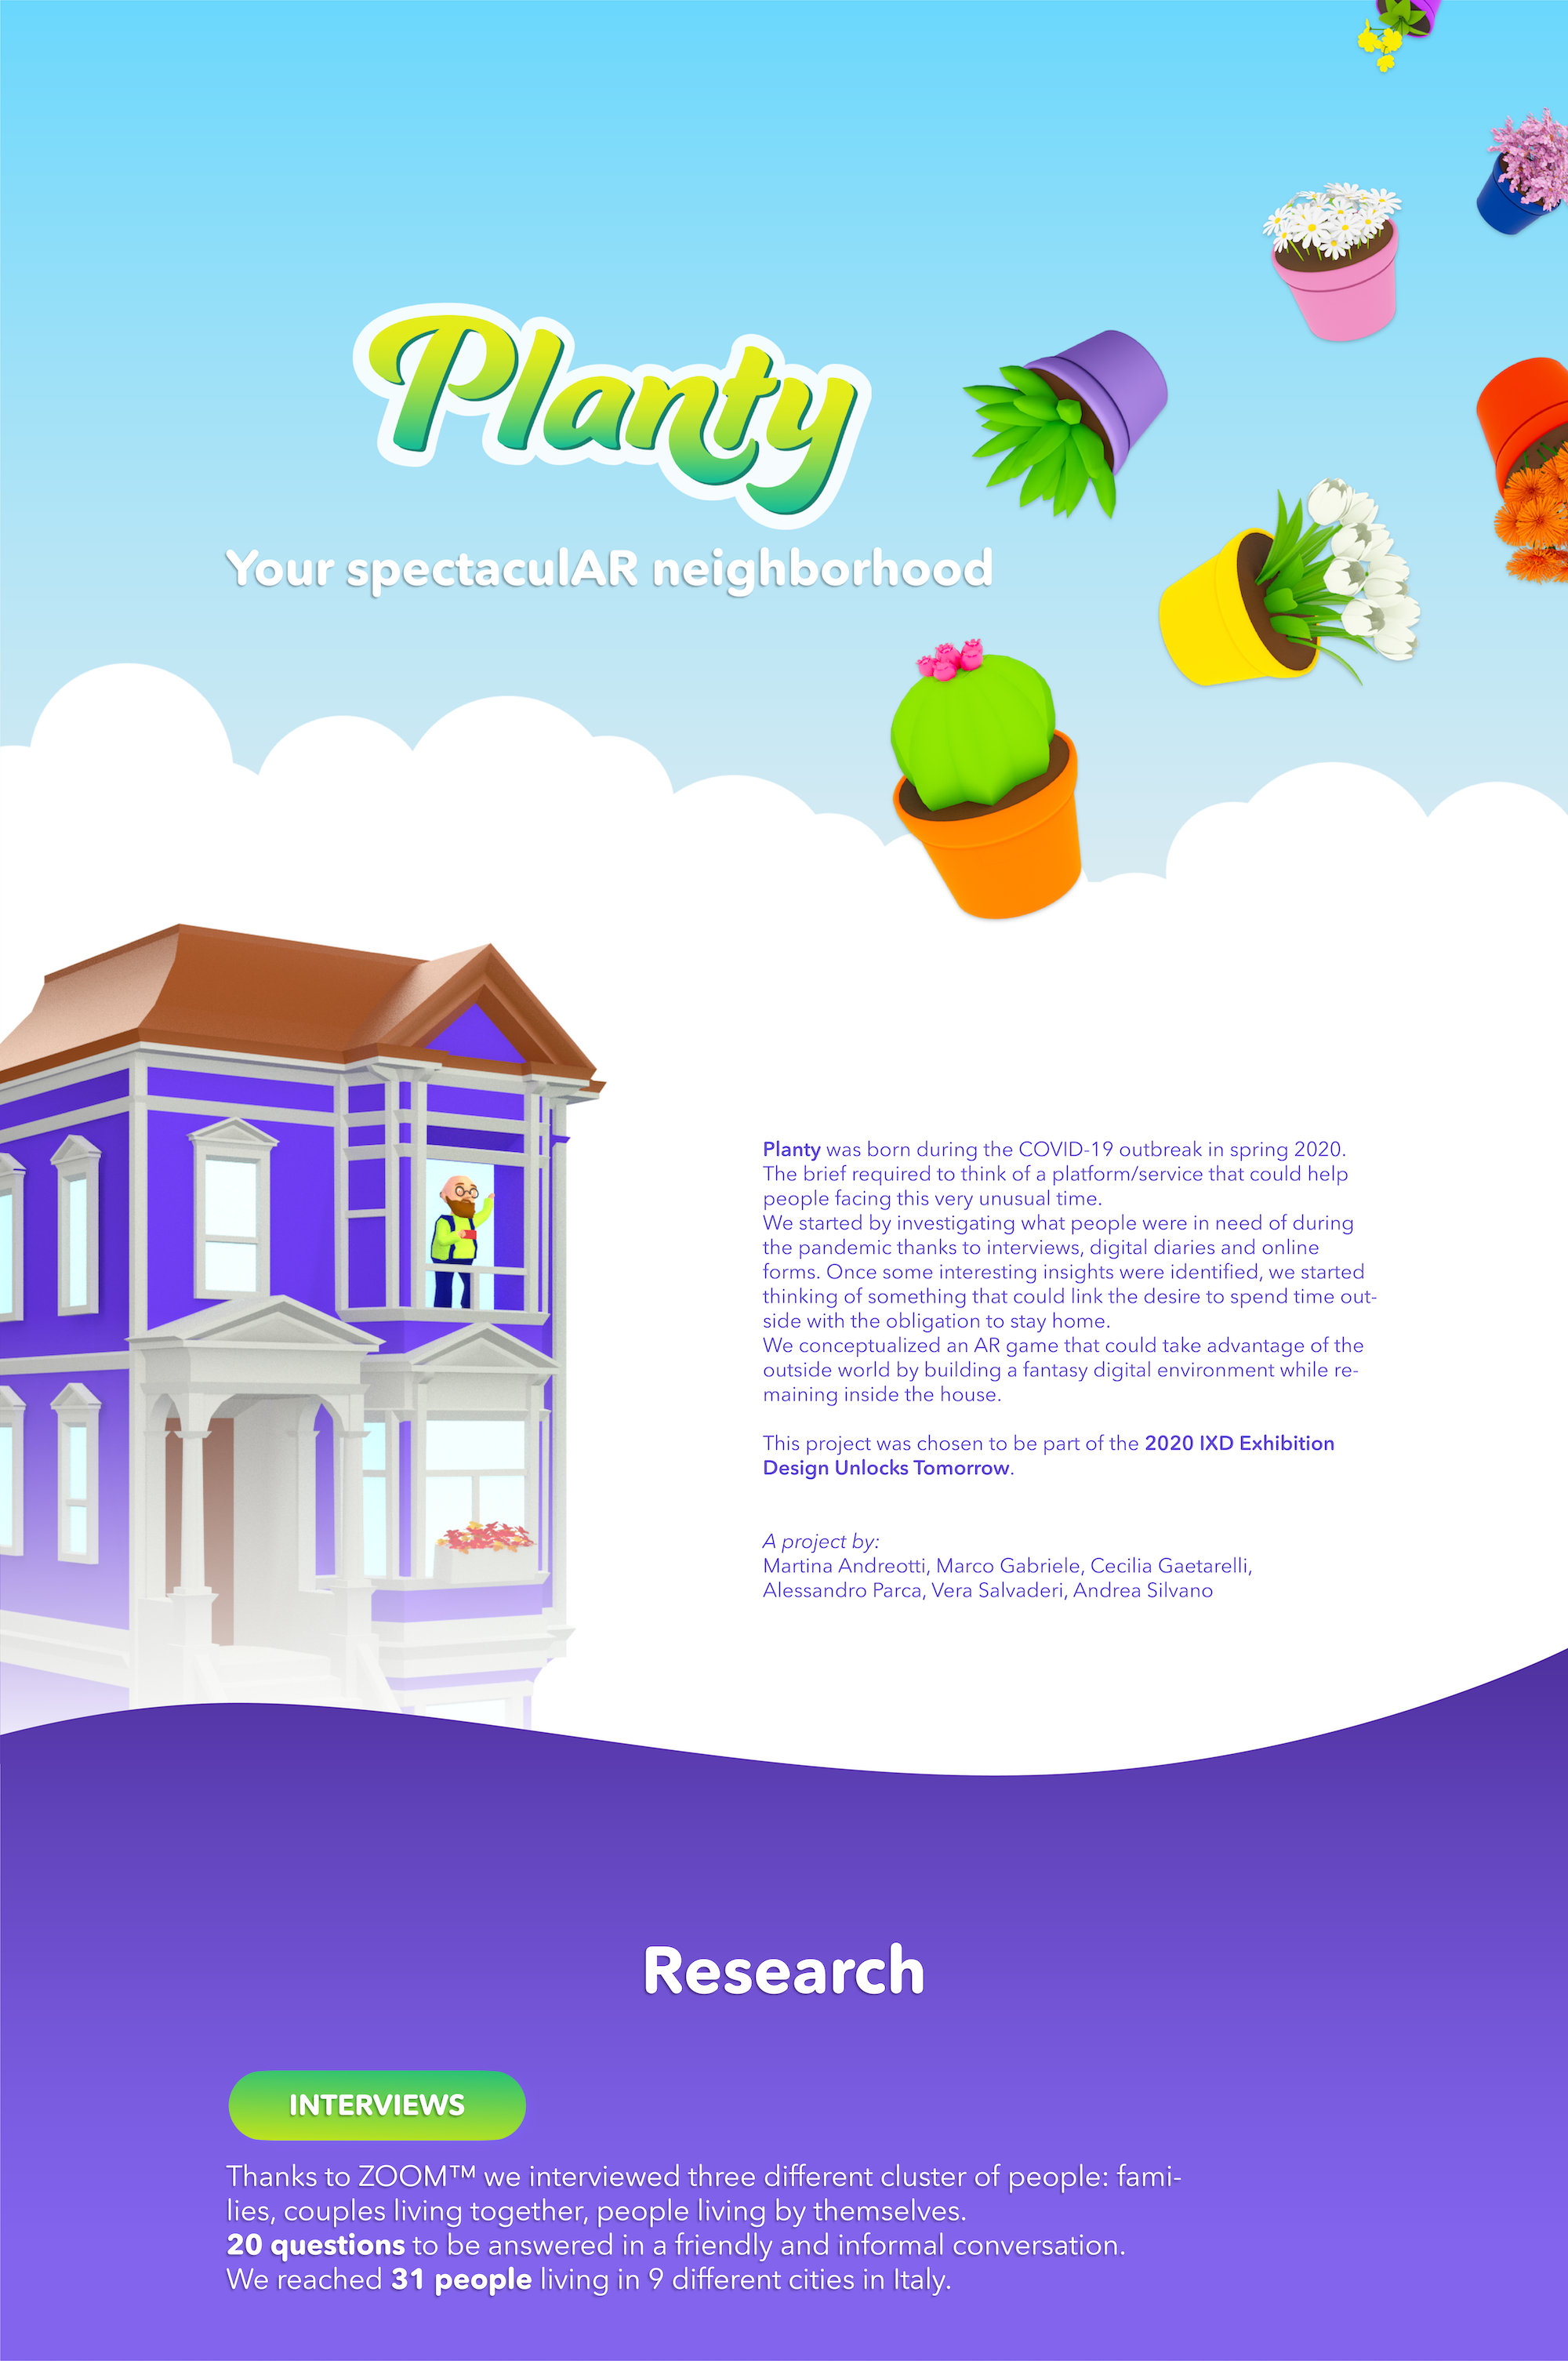 Planty
Your spectaculAR neighborhood
Planty was born during the COVID-19 outbreak in spring 2020.
The brief required to think of a platform/service that could help
people facing this very unusual time.
We started by investigating what people were in need of during
the pandemic thanks to interviews, digital diaries and online
forms. Once some interesting insights were identified, we started
thinking of something that could link the desire to spend time out-
side with the obligation to stay home.
We conceptualized an AR game that could take advantage of the
outside world by building a fantasy digital environment while re-
maining inside the house.
This project was chosen to be part of the 2020 IXD Exhibition
Design Unlocks Tomorrow.
A project by:
Martina Andreotti, Marco Gabriele, Cecilia Gaetarelli,
Alessandro Parca, Vera Salvaderi, Andrea Silvano
Research
INTERVIEWS
Thanks to ZOOM™ we interviewed three different cluster of people: fami-
lies, couples living together, people living by themselves.
20 questions to be answered in a friendly and informal conversation.
We reached 31 people living in 9 different cities in Italy.